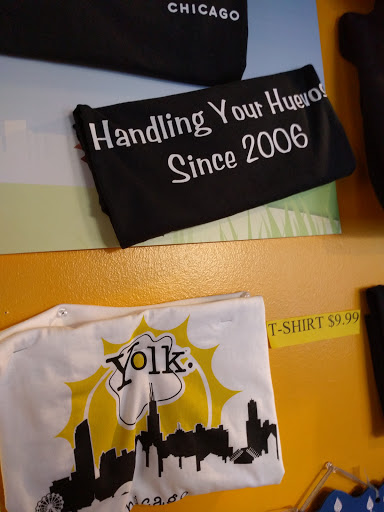 CHICAGO
Handling Your Huevos
Since 2006
T-SHIRT $9.99
yolk.